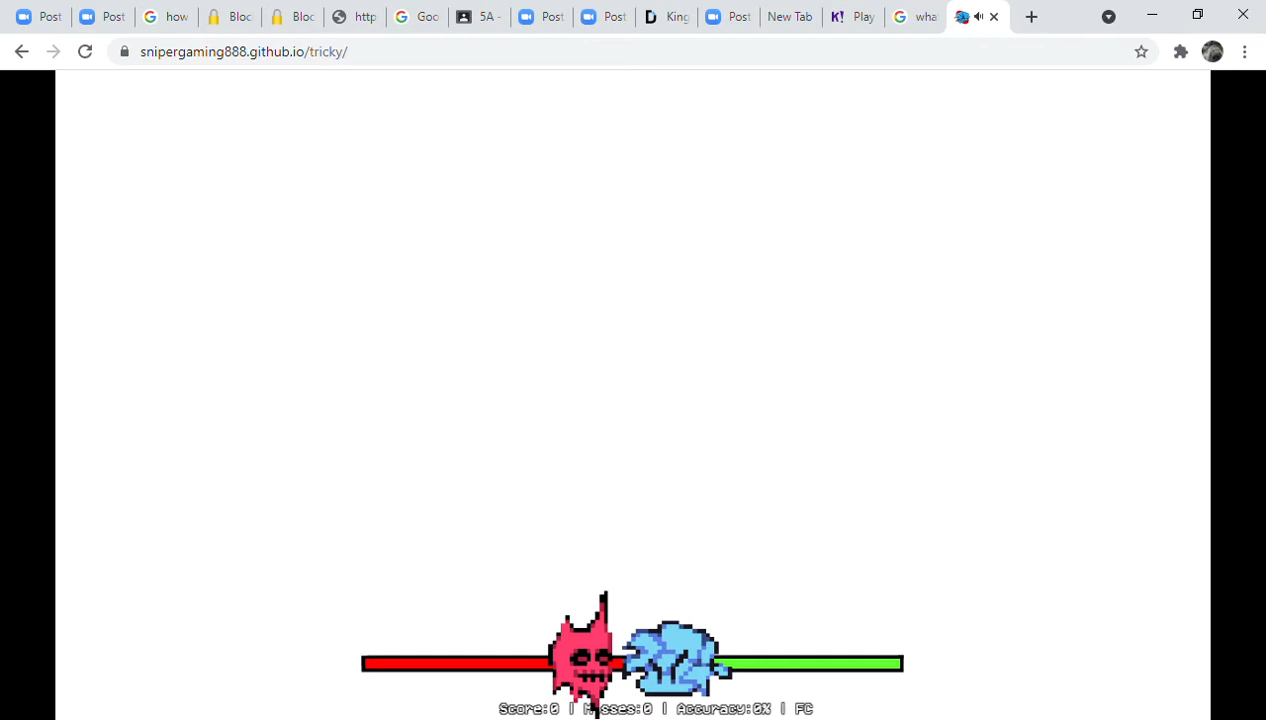 Post
Post
how
Bloc
Bloc
http
Goo
5A -
Post
Post
King
Post
New Tab
Play
wha
snipergaming888.github.io/tricky/
Score:0 | Misses:0 | Accuracy:0% | FC